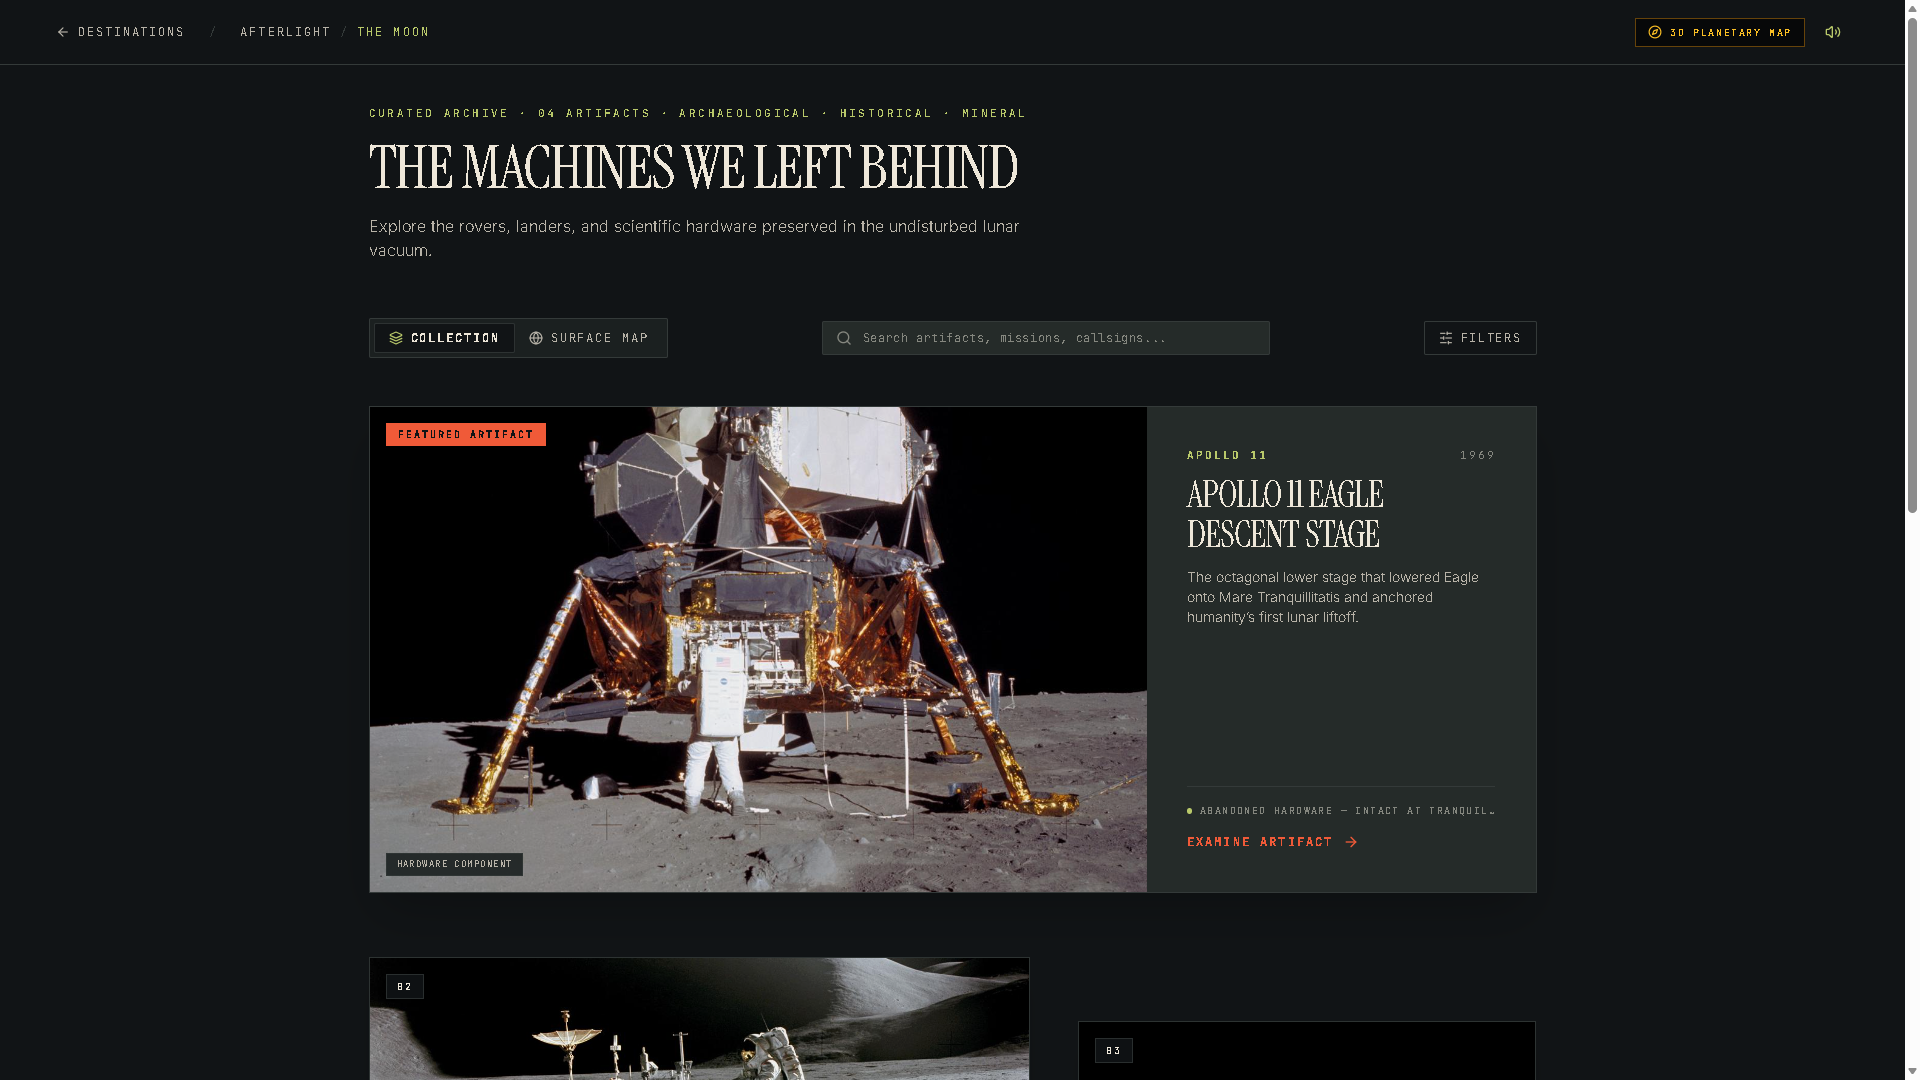 DESTINATIONS / AFTERLIGHT / THE MOON
3D PLANETARY MAP
CURATED ARCHIVE · 04 ARTIFACTS · ARCHAEOLOGICAL · HISTORICAL · MINERAL
THE MACHINES WE LEFT BEHIND
Explore the rovers, landers, and scientific hardware preserved in the undisturbed lunar
vacuum.
COLLECTION
SURFACE MAP
Search artifacts, missions, callsigns...
FILTERS
FEATURED ARTIFACT
HARDWARE COMPONENT
APOLLO 11
1969
APOLLO 11 EAGLE
DESCENT STAGE
The octagonal lower stage that lowered Eagle
onto Mare Tranquillitatis and anchored
humanity’s first lunar liftoff.
ABANDONED HARDWARE — INTACT AT TRANQUIL…
EXAMINE ARTIFACT
02
03